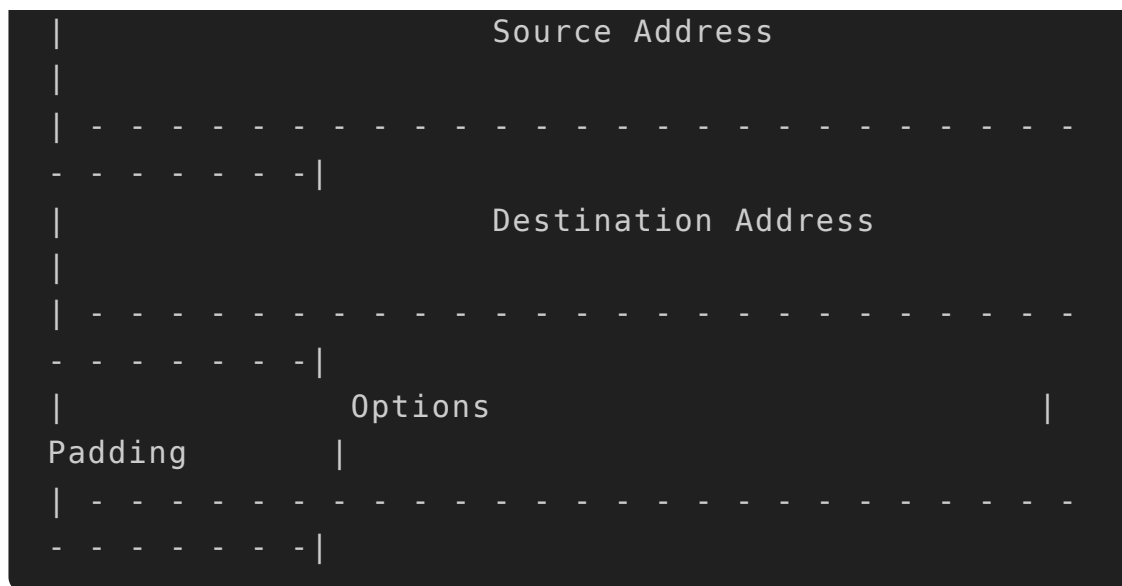 |                     Source Address
|
| - - - - - - - - - - - - - - - - - - - - - - - - -
- - - - - - -|
|                     Destination Address
|
| - - - - - - - - - - - - - - - - - - - - - - - - -
- - - - - - -|
|              Options                           |
Padding       |
| - - - - - - - - - - - - - - - - - - - - - - - - -
- - - - - - -|